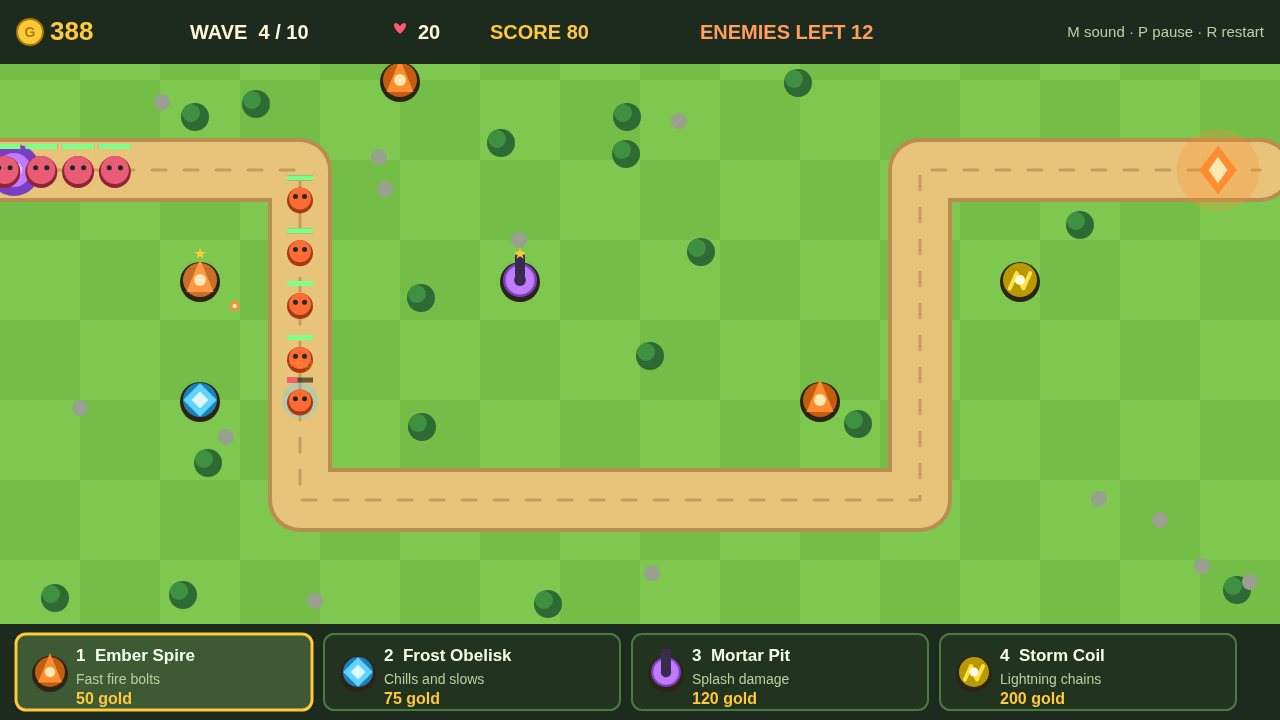 G 388 WAVE 4 / 10 20 SCORE 80 ENEMIES LEFT 12 M sound · P pause · R restart
1 Ember Spire
Fast fire bolts
50 gold
2 Frost Obelisk
Chills and slows
75 gold
3 Mortar Pit
Splash damage
120 gold
4 Storm Coil
Lightning chains
200 gold